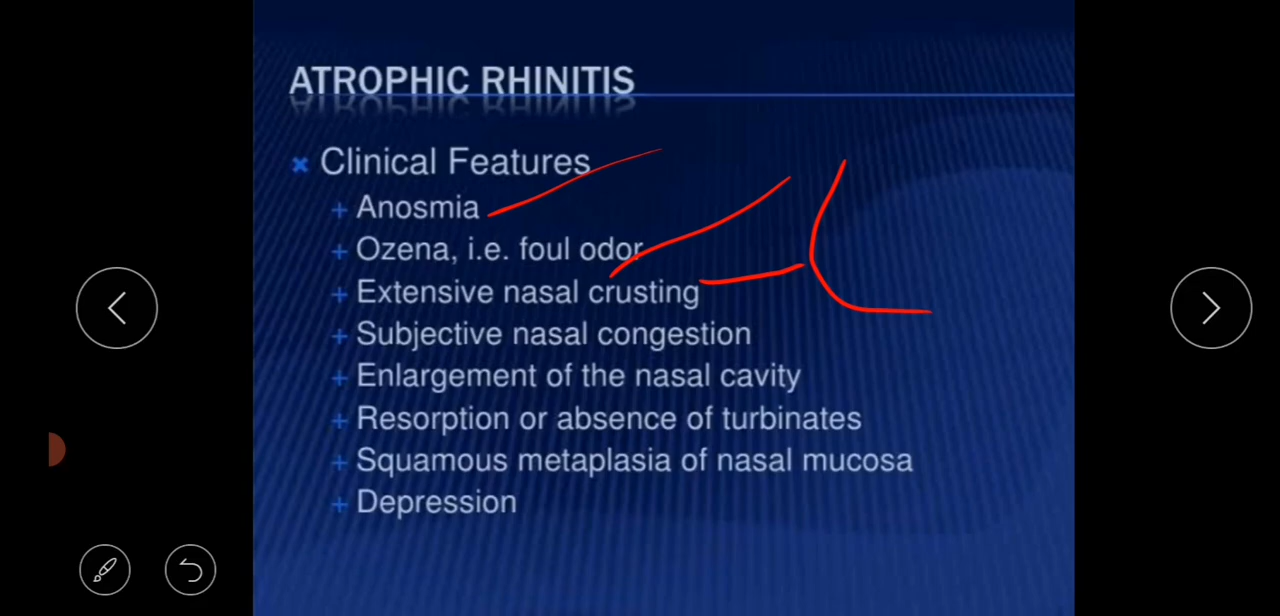 ATROPHIC RHINITIS
Clinical Features
Anosmia
Ozena, i.e. foul odor
Extensive nasal crusting
Subjective nasal congestion
Enlargement of the nasal cavity
Resorption or absence of turbinates
Squamous metaplasia of nasal mucosa
Depression